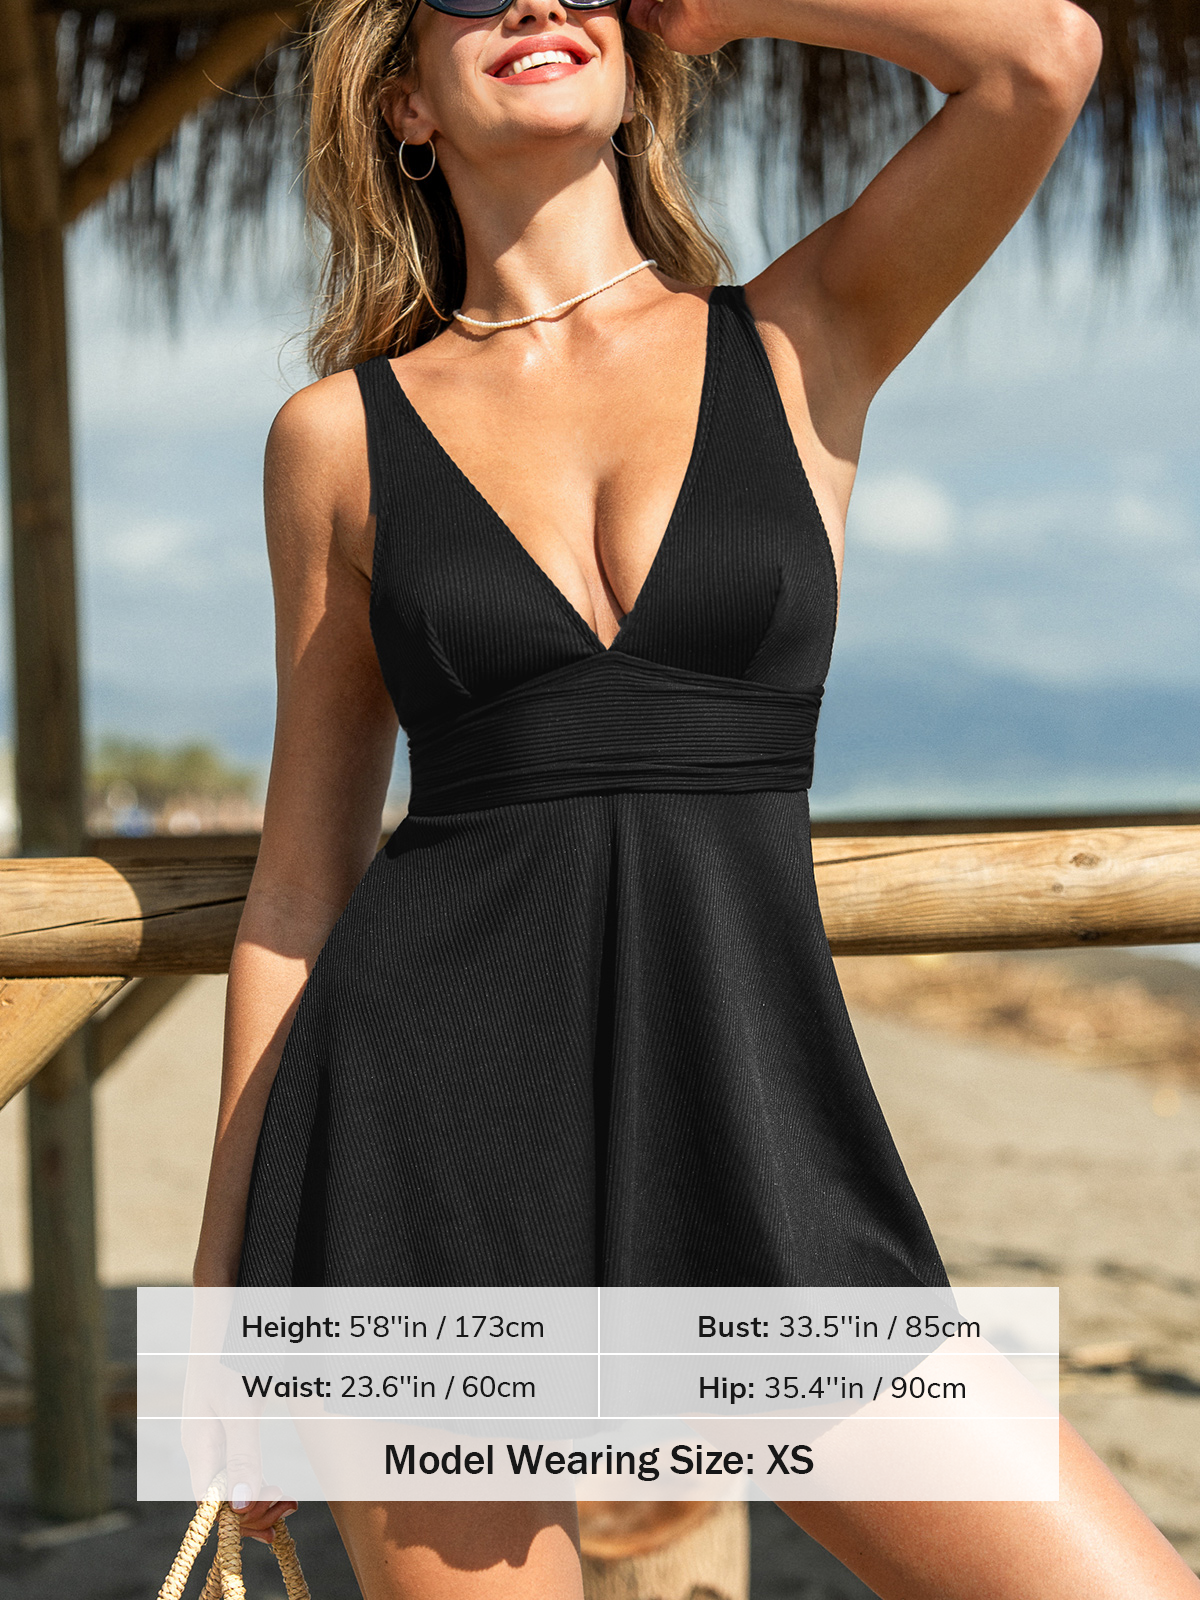 Height: 5'8''in / 173cm
Bust: 33.5''in / 85cm
Waist: 23.6''in / 60cm
Hip: 35.4''in / 90cm
Model Wearing Size: XS